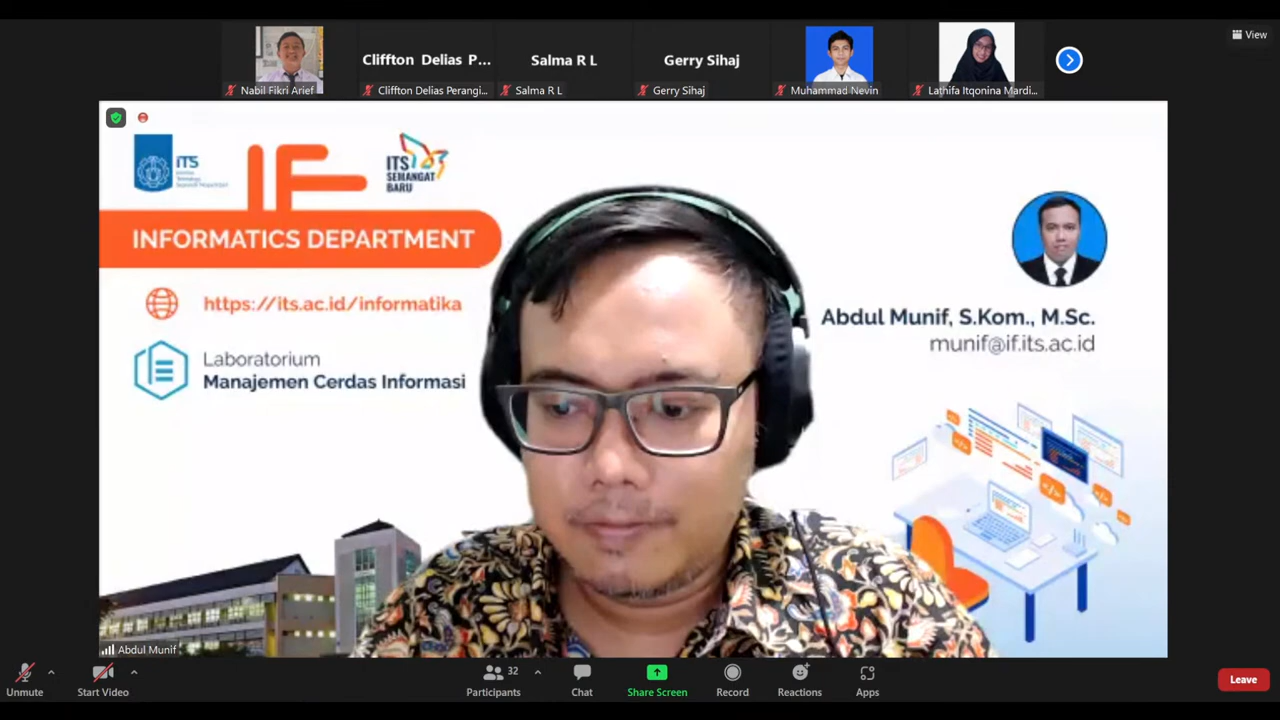 View
Cliffton Delias P...
Salma R L
Gerry Sihaj
Nabil Fikri Arief
Cliffton Delias Perangi...
Salma R L
Gerry Sihaj
Muhammad Nevin
Lathifa Itqonina Mardi...
ITS
IF
ITS
SEMANGAT
BARU
INFORMATICS DEPARTMENT
https://its.ac.id/informatika
Laboratorium
Manajemen Cerdas Informasi
Abdul Munif, S.Kom., M.Sc.
munif@if.its.ac.id
Abdul Munif
Unmute
Start Video
Participants
32
Chat
Share Screen
Record
Reactions
Apps
Leave